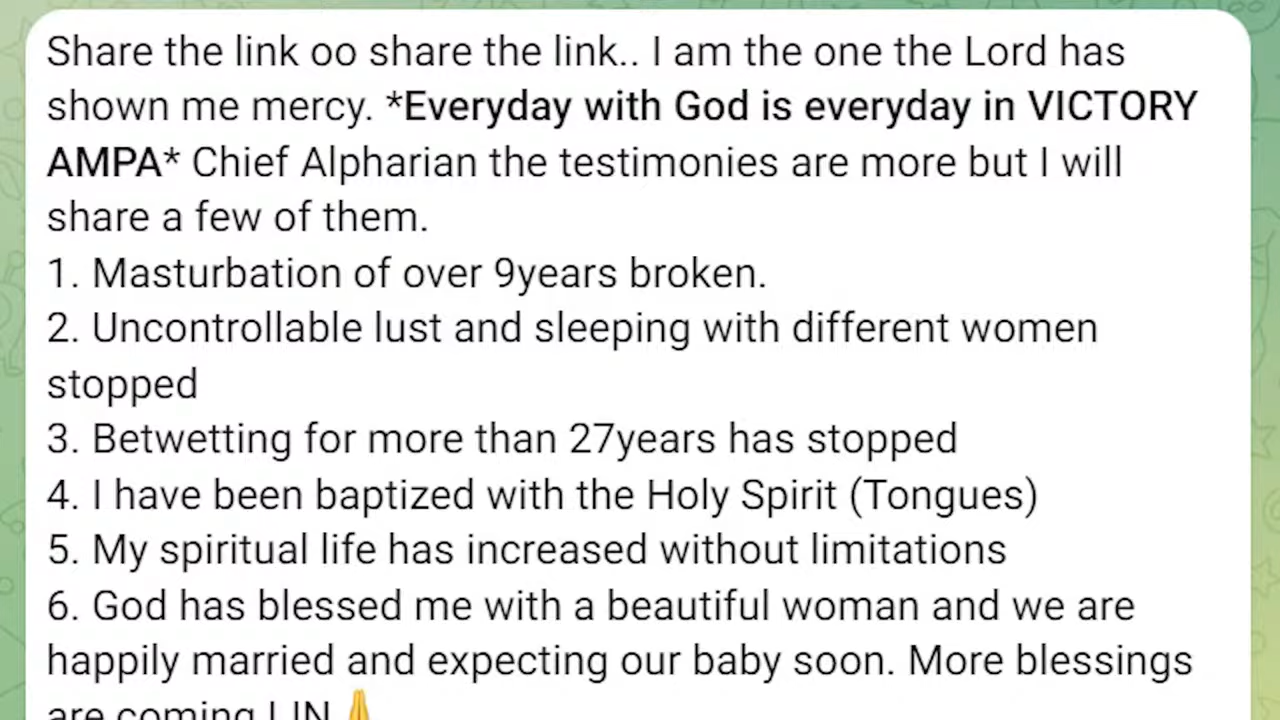 Share the link oo share the link.. I am the one the Lord has
shown me mercy. *Everyday with God is everyday in VICTORY
AMPA* Chief Alpharian the testimonies are more but I will
share a few of them.
1. Masturbation of over 9years broken.
2. Uncontrollable lust and sleeping with different women
stopped
3. Betwetting for more than 27years has stopped
4. I have been baptized with the Holy Spirit (Tongues)
5. My spiritual life has increased without limitations
6. God has blessed me with a beautiful woman and we are
happily married and expecting our baby soon. More blessings
are coming IJN 🙏